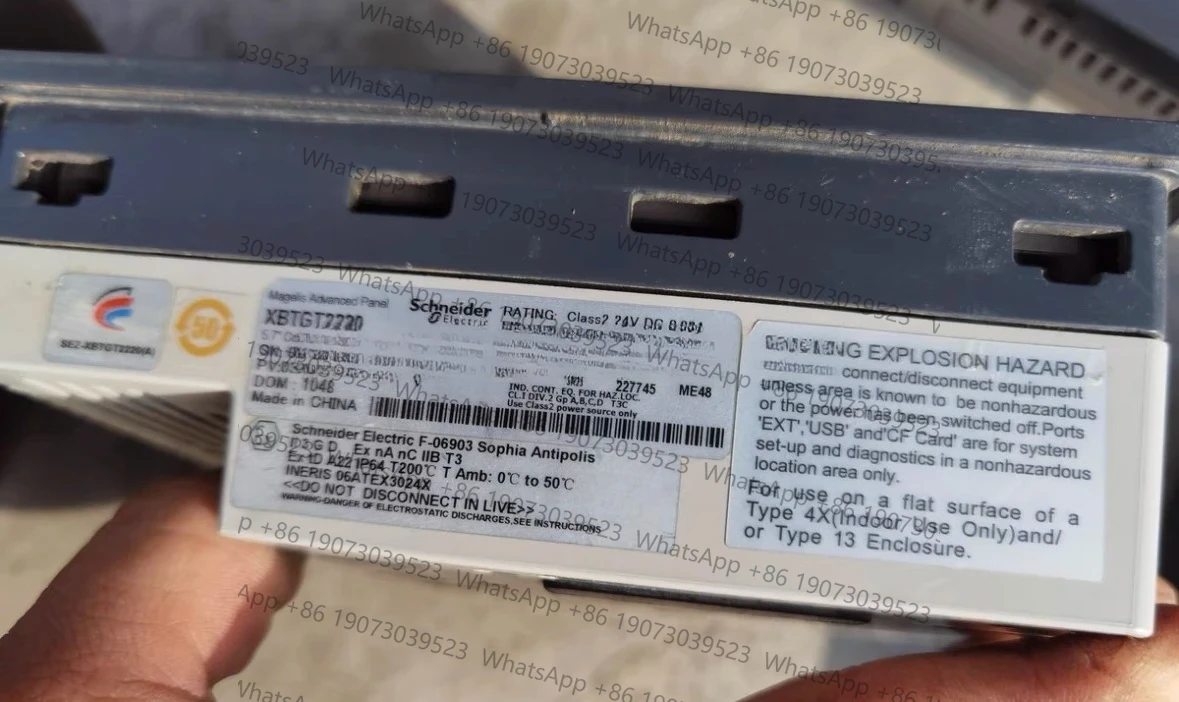 WhatsApp +86 19073039523
SEZ-XBTGT2220(A)
50
Magelis Advanced Panel
XBTGT2220
Schneider
Electric
RATING: Class2 24V DC
227745 ME48
IND. CONT. EQ. FOR HAZ.LOC.
CL.I DIV.2 Gp A,B,C,D T3C
Use Class2 power source only
DOM : 1048
Made in CHINA
Schneider Electric F-06903 Sophia Antipolis
Ex nA nC IIB T3
Ex tD A22 IP64 T200℃ T Amb: 0℃ to 50℃
INERIS 06ATEX3024X
<<DO NOT DISCONNECT IN LIVE>>
WARNING-DANGER OF ELECTROSTATIC DISCHARGES,SEE INSTRUCTIONS
EXPLOSION HAZARD
connect/disconnect equipment
unless area is known to be nonhazardous
or the power has been switched off.Ports
'EXT','USB' and'CF Card' are for system
set-up and diagnostics in a nonhazardous
location area only.
For use on a flat surface of a
Type 4X(Indoor Use Only)and/
or Type 13 Enclosure.